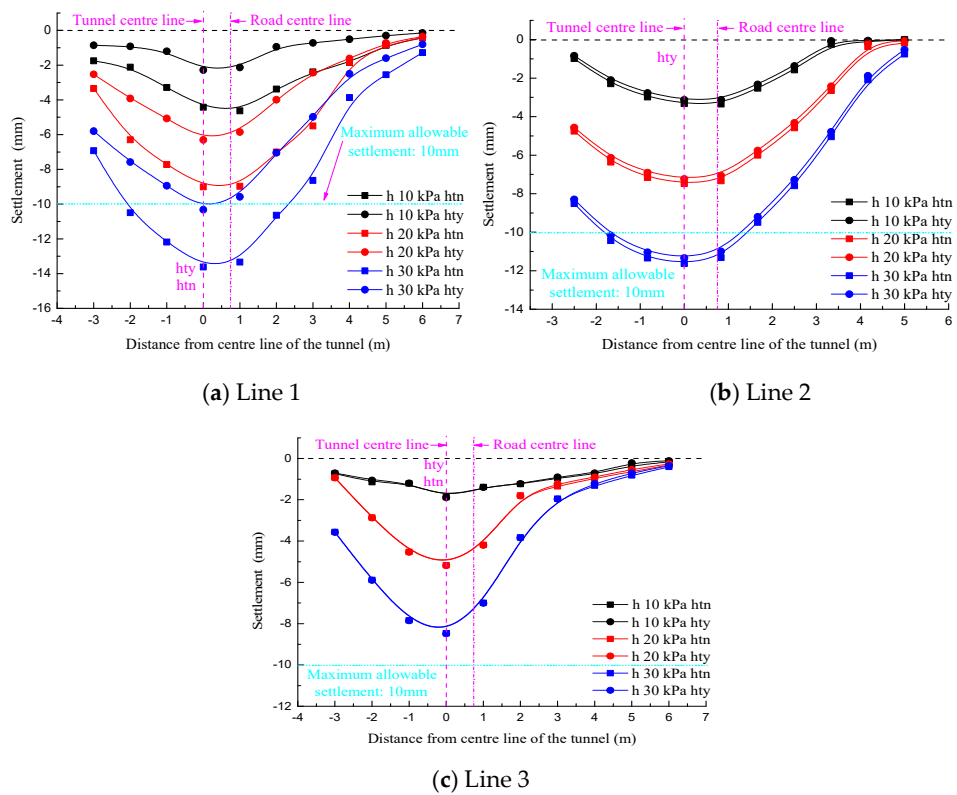 Tunnel centre line
Road centre line
0
-2
-4
-6
-8
-10
-12
-14
-16
Settlement (mm)
Maximum allowable
settlement: 10mm
h 10 kPa htn
h 10 kPa hty
h 20 kPa htn
h 20 kPa hty
h 30 kPa htn
h 30 kPa hty
hty
htn
-4 -3 -2 -1 0 1 2 3 4 5 6 7
Distance from centre line of the tunnel (m)
(a) Line 1
Tunnel centre line
Road centre line
hty
0
-2
-4
-6
-8
-10
-12
-14
Settlement (mm)
h 10 kPa htn
h 10 kPa hty
h 20 kPa htn
h 20 kPa hty
h 30 kPa htn
h 30 kPa hty
Maximum allowable
settlement: 10mm
-3 -2 -1 0 1 2 3 4 5 6
Distance from centre line of the tunnel (m)
(b) Line 2
Tunnel centre line
Road centre line
hty
htn
0
-2
-4
-6
-8
-10
-12
Settlement (mm)
h 10 kPa htn
h 10 kPa hty
h 20 kPa htn
h 20 kPa hty
h 30 kPa htn
h 30 kPa hty
Maximum allowable
settlement: 10mm
-4 -3 -2 -1 0 1 2 3 4 5 6 7
Distance from centre line of the tunnel (m)
(c) Line 3